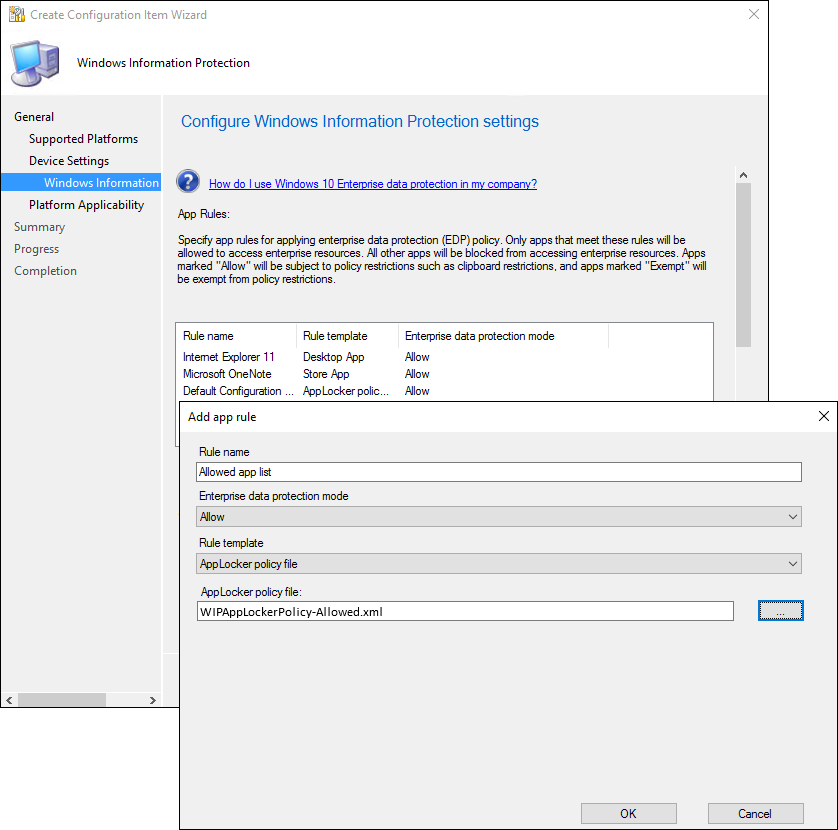 Create Configuration Item Wizard
Windows Information Protection
General
Supported Platforms
Device Settings
Windows Information
Platform Applicability
Summary
Progress
Completion
Configure Windows Information Protection settings
How do I use Windows 10 Enterprise data protection in my company?
App Rules:
Specify app rules for applying enterprise data protection (EDP) policy. Only apps that meet these rules will be
allowed to access enterprise resources. All other apps will be blocked from accessing enterprise resources. Apps
marked "Allow" will be subject to policy restrictions such as clipboard restrictions, and apps marked "Exempt" will
be exempt from policy restrictions.
Rule name Rule template Enterprise data protection mode
Internet Explorer 11 Desktop App Allow
Microsoft OneNote Store App Allow
Default Configuration ... AppLocker polic... Allow
Add app rule
Rule name
Allowed app list
Enterprise data protection mode
Allow
Rule template
AppLocker policy file
AppLocker policy file:
WIPAppLockerPolicy-Allowed.xml ...
OK Cancel